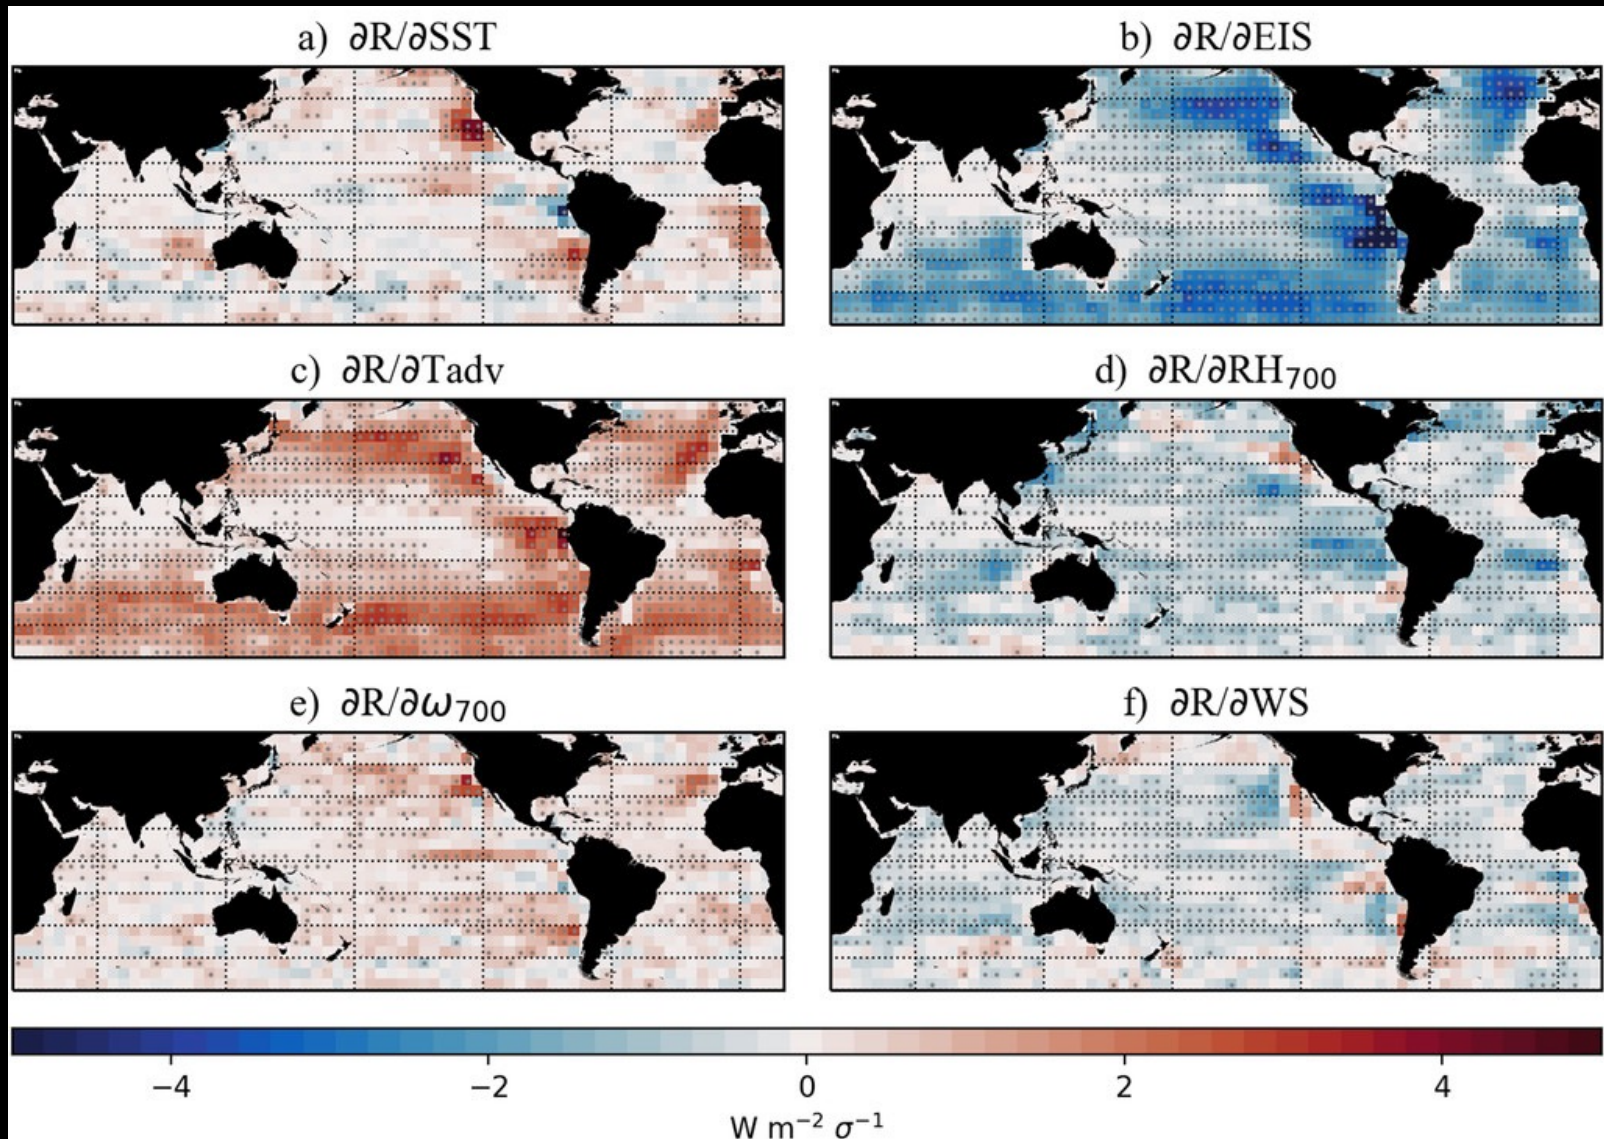 a) ∂R/∂SST
b) ∂R/∂EIS
c) ∂R/∂Tadv
d) ∂R/∂RH₇₀₀
e) ∂R/∂ω₇₀₀
f) ∂R/∂WS
−4 −2 0 2 4
W m⁻² σ⁻¹